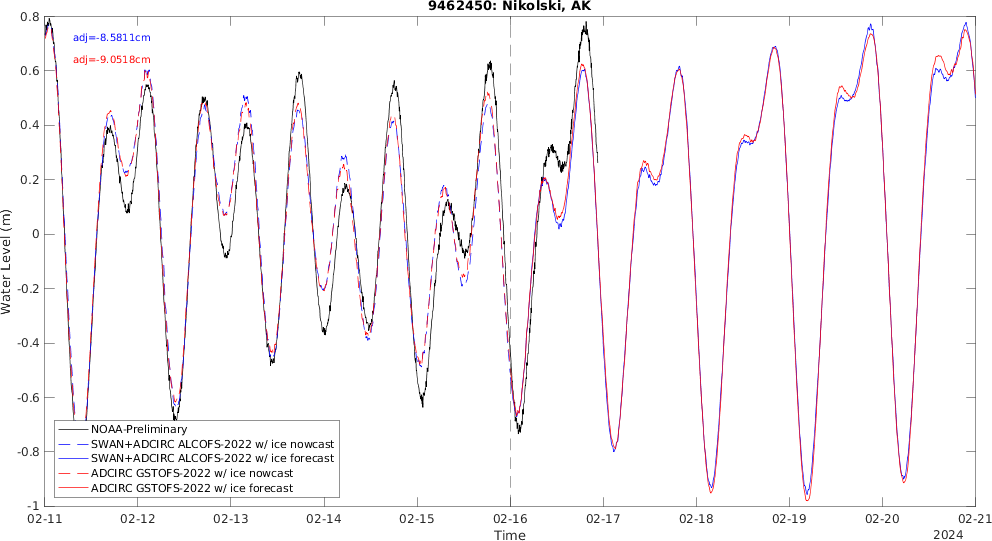 9462450: Nikolski, AK
0.8
adj=-8.5811cm
adj=-9.0518cm
0.6
0.4
0.2
0
-0.2
-0.4
-0.6
-0.8
-1
Water Level (m)
NOAA-Preliminary
SWAN+ADCIRC ALCOFS-2022 w/ ice nowcast
SWAN+ADCIRC ALCOFS-2022 w/ ice forecast
ADCIRC GSTOFS-2022 w/ ice nowcast
ADCIRC GSTOFS-2022 w/ ice forecast
02-11 02-12 02-13 02-14 02-15 02-16 02-17 02-18 02-19 02-20 02-21
Time
2024